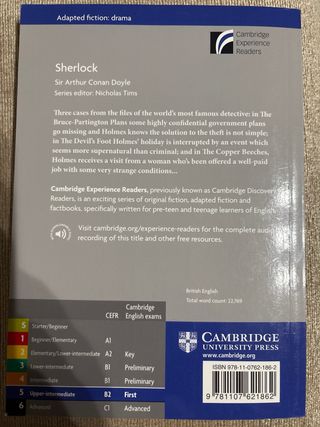 Adapted fiction: drama
Cambridge
Experience
Readers
Sherlock
Sir Arthur Conan Doyle
Series editor: Nicholas Tims
Three cases from the files of the world's most famous detective: in The
Bruce-Partington Plans some highly confidential government plans
go missing and Holmes knows the solution to the theft is not simple;
in The Devil's Foot Holmes' holiday is interrupted by an event which
seems more supernatural than criminal; and in The Copper Beeches,
Holmes receives a visit from a woman who's been offered a well-paid
job with some very strange conditions...
Cambridge Experience Readers, previously known as Cambridge Discovery
Readers, is an exciting series of original fiction, adapted fiction and
factbooks, specifically written for pre-teen and teenage learners of English.
Visit cambridge.org/experience-readers for the complete audio
recording of this title and other free resources.
British English
Total word count: 22,769
CEFR Cambridge English exams
S Starter/Beginner
1 Beginner/Elementary A1
2 Elementary/Lower-intermediate A2 Key
3 Lower-intermediate B1 Preliminary
4 Intermediate B1 Preliminary
5 Upper-intermediate B2 First
6 Advanced C1 Advanced
CAMBRIDGE
UNIVERSITY PRESS
www.cambridge.org
ISBN 978-11-0762-186-2
9 781107 621862